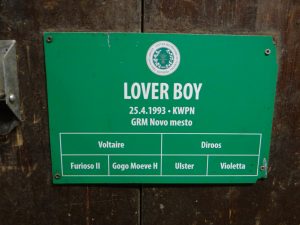 LOVER BOY
25.4.1993 • KWPN
GRM Novo mesto
Voltaire Diroos
Furioso II Gogo Moeve H Ulster Violetta